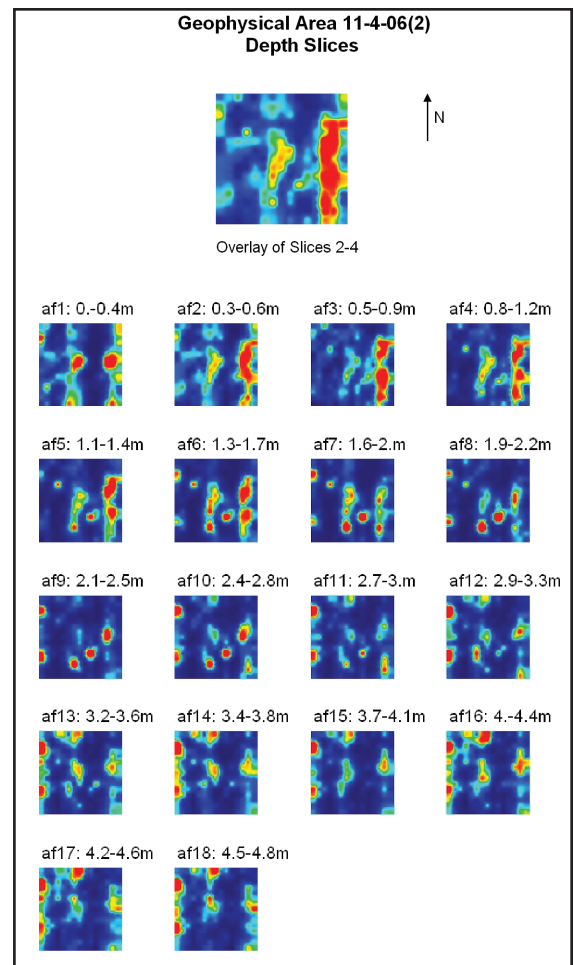 Geophysical Area 11-4-06(2)
Depth Slices
N
Overlay of Slices 2-4
af1: 0.-0.4m af2: 0.3-0.6m af3: 0.5-0.9m af4: 0.8-1.2m
af5: 1.1-1.4m af6: 1.3-1.7m af7: 1.6-2.m af8: 1.9-2.2m
af9: 2.1-2.5m af10: 2.4-2.8m af11: 2.7-3.m af12: 2.9-3.3m
af13: 3.2-3.6m af14: 3.4-3.8m af15: 3.7-4.1m af16: 4.-4.4m
af17: 4.2-4.6m af18: 4.5-4.8m